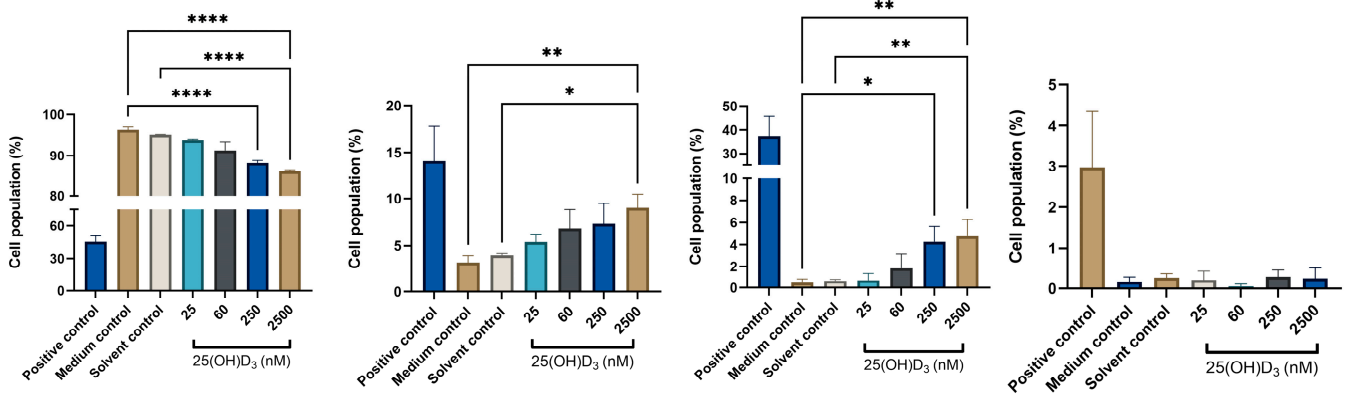 ****
****
****
Cell population (%)
100
90
80
60
30
0
Positive control
Medium control
Solvent control
25
60
250
2500
25(OH)D₃ (nM)
**
*
Cell population (%)
20
15
10
5
0
Positive control
Medium control
Solvent control
25
60
250
2500
25(OH)D₃ (nM)
**
**
*
Cell population (%)
50
40
30
10
8
6
4
2
0
Positive control
Medium control
Solvent control
25
60
250
2500
25(OH)D₃ (nM)
Cell population (%)
5
4
3
2
1
0
Positive control
Medium control
Solvent control
25
60
250
2500
25(OH)D₃ (nM)